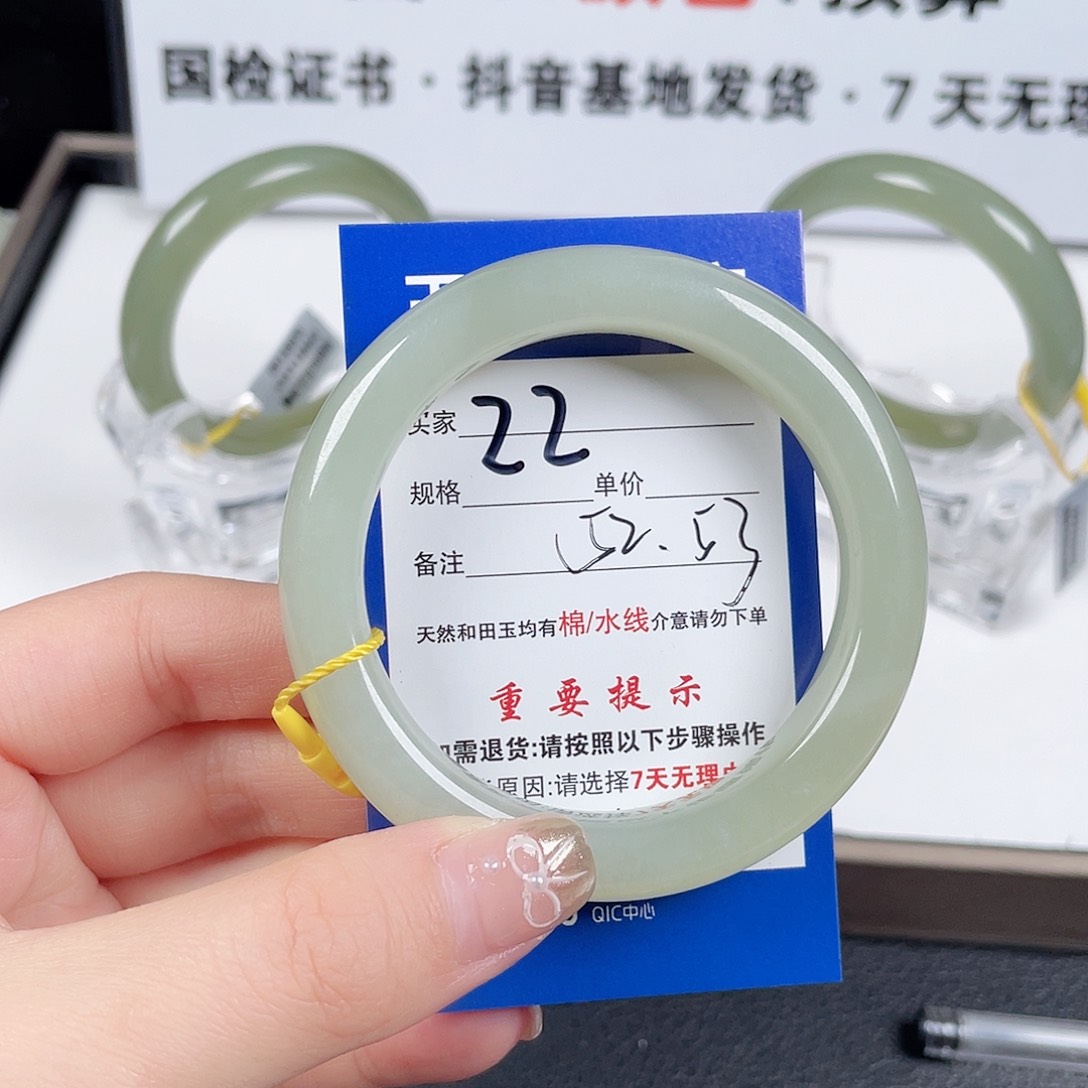 国检证书·抖音基地发货·7天无理
买家 22
规格 单价
52.53
备注
天然和田玉均有棉/水线介意请勿下单
重要提示
需退货:请按照以下步骤操作
原因:请选择7天无理由
QIC中心